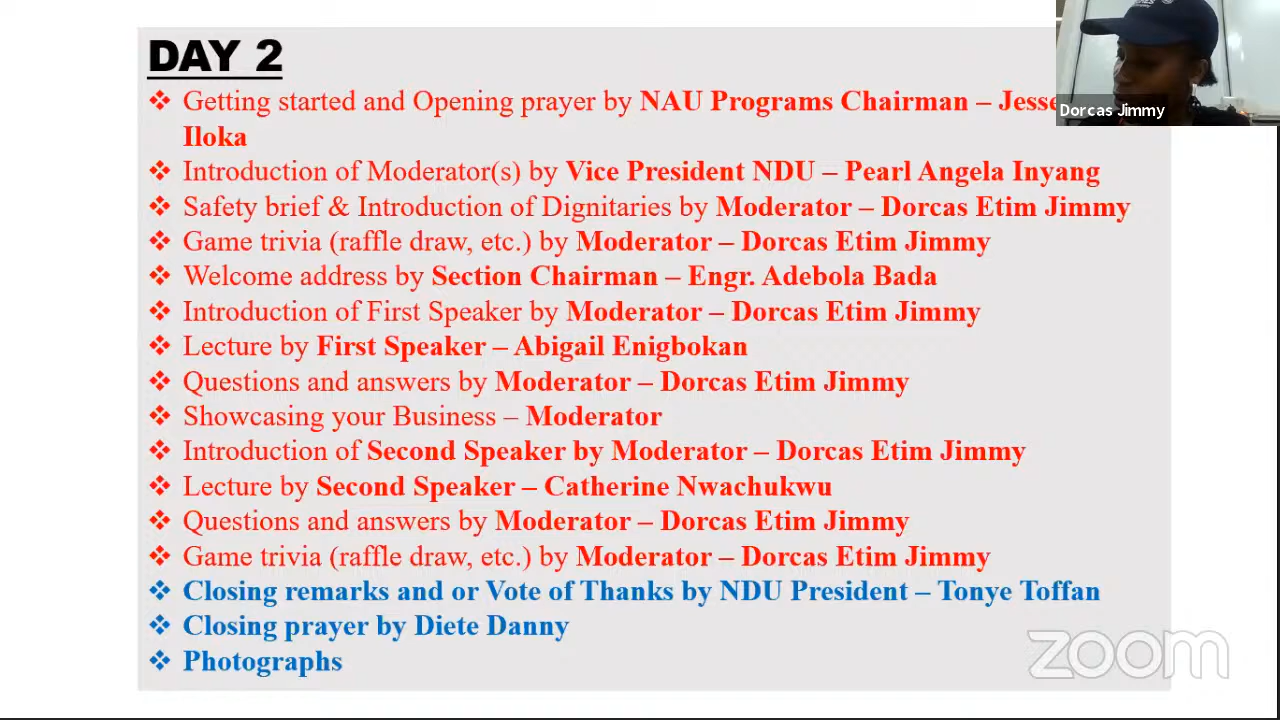 DAY 2
❖ Getting started and Opening prayer by NAU Programs Chairman – Jesse
Iloka
❖ Introduction of Moderator(s) by Vice President NDU – Pearl Angela Inyang
❖ Safety brief & Introduction of Dignitaries by Moderator – Dorcas Etim Jimmy
❖ Game trivia (raffle draw, etc.) by Moderator – Dorcas Etim Jimmy
❖ Welcome address by Section Chairman – Engr. Adebola Bada
❖ Introduction of First Speaker by Moderator – Dorcas Etim Jimmy
❖ Lecture by First Speaker – Abigail Enigbokan
❖ Questions and answers by Moderator – Dorcas Etim Jimmy
❖ Showcasing your Business – Moderator
❖ Introduction of Second Speaker by Moderator – Dorcas Etim Jimmy
❖ Lecture by Second Speaker – Catherine Nwachukwu
❖ Questions and answers by Moderator – Dorcas Etim Jimmy
❖ Game trivia (raffle draw, etc.) by Moderator – Dorcas Etim Jimmy
❖ Closing remarks and or Vote of Thanks by NDU President – Tonye Toffan
❖ Closing prayer by Diete Danny
❖ Photographs
Dorcas Jimmy
zoom